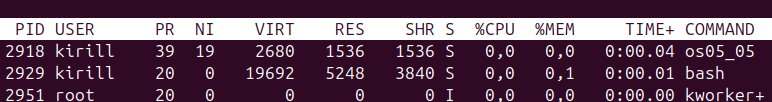 PID USER PR NI VIRT RES SHR S %CPU %MEM TIME+ COMMAND
2918 kirill 39 19 2680 1536 1536 S 0,0 0,0 0:00.04 os05_05
2929 kirill 20 0 19692 5248 3840 S 0,0 0,1 0:00.01 bash
2951 root 20 0 0 0 0 I 0,0 0,0 0:00.00 kworker+